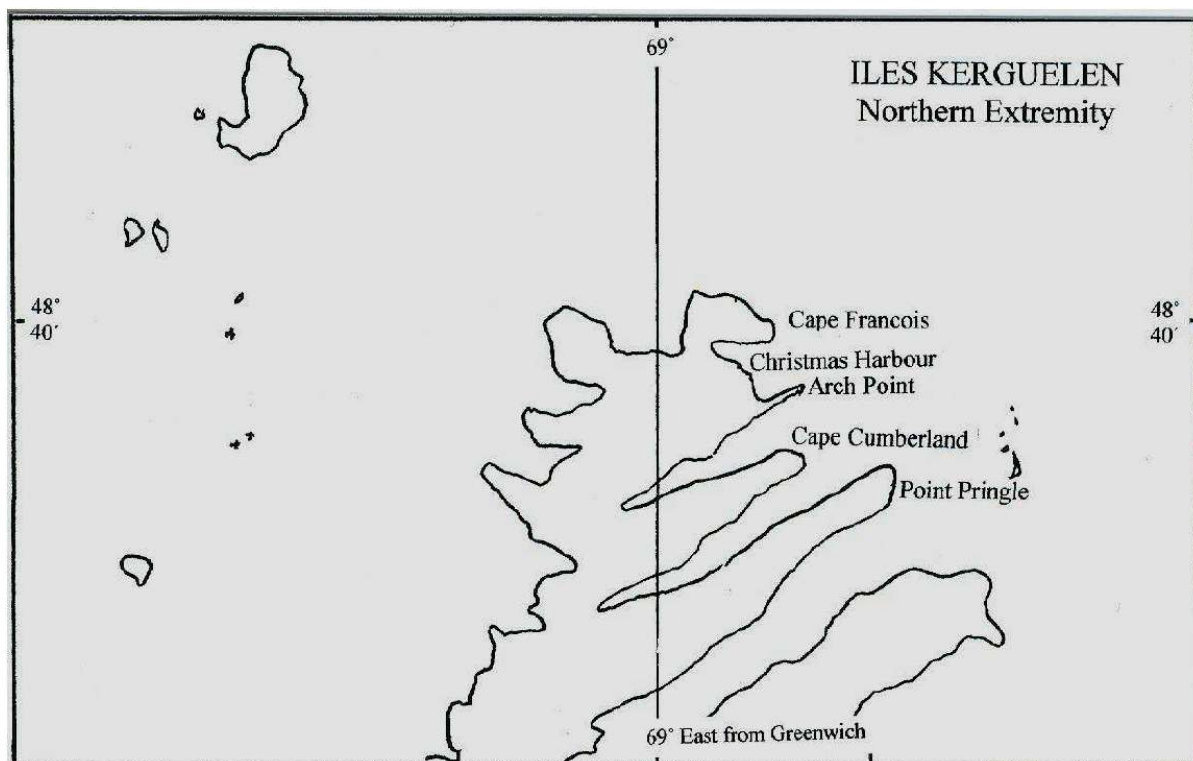 69°
ILES KERGUELEN
Northern Extremity
48°
40′
48°
40′
Cape Francois
Christmas Harbour
Arch Point
Cape Cumberland
Point Pringle
69° East from Greenwich